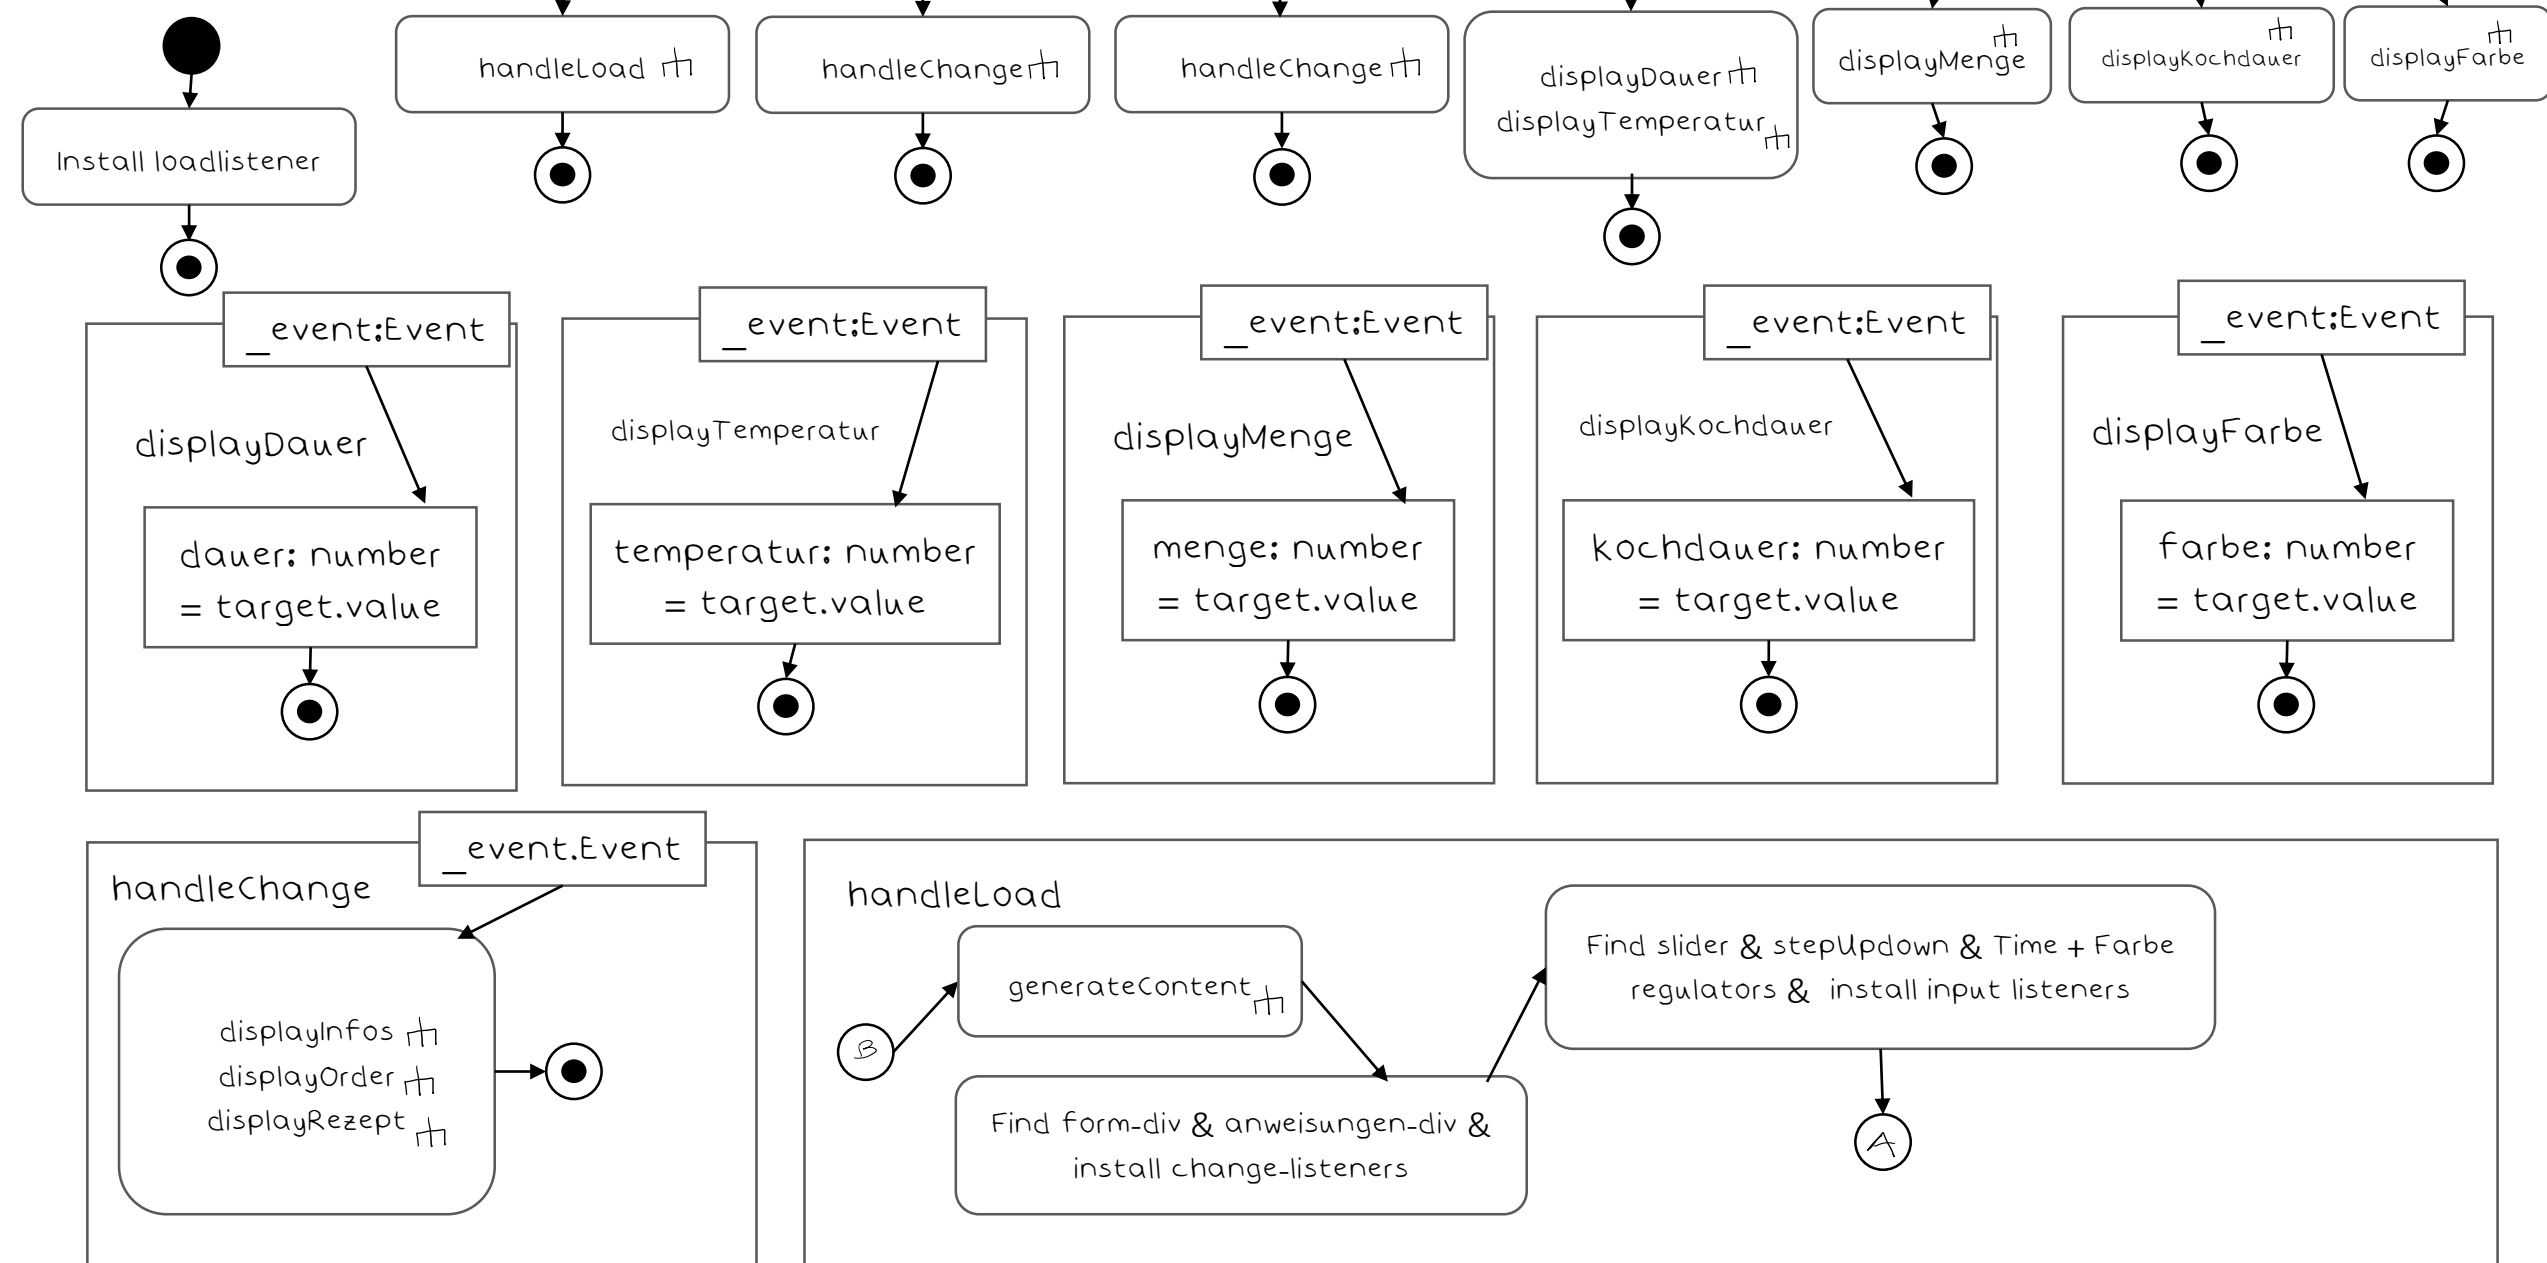 handleLoad
handleChange
handleChange
displayDauer
displayTemperatur
displayMenge
displayKochdauer
displayFarbe
Install loadlistener
_event:Event
displayDauer
dauer: number
= target.value
_event:Event
displayTemperatur
temperatur: number
= target.value
_event:Event
displayMenge
menge: number
= target.value
_event:Event
displayKochdauer
kochdauer: number
= target.value
_event:Event
displayFarbe
farbe: number
= target.value
_event.Event
handleChange
displayInfos
displayOrder
displayRezept
handleLoad
B
generateContent
Find form-div & anweisungen-div &
install change-listeners
Find slider & stepUpdown & Time + Farbe
regulators & install input listeners
A